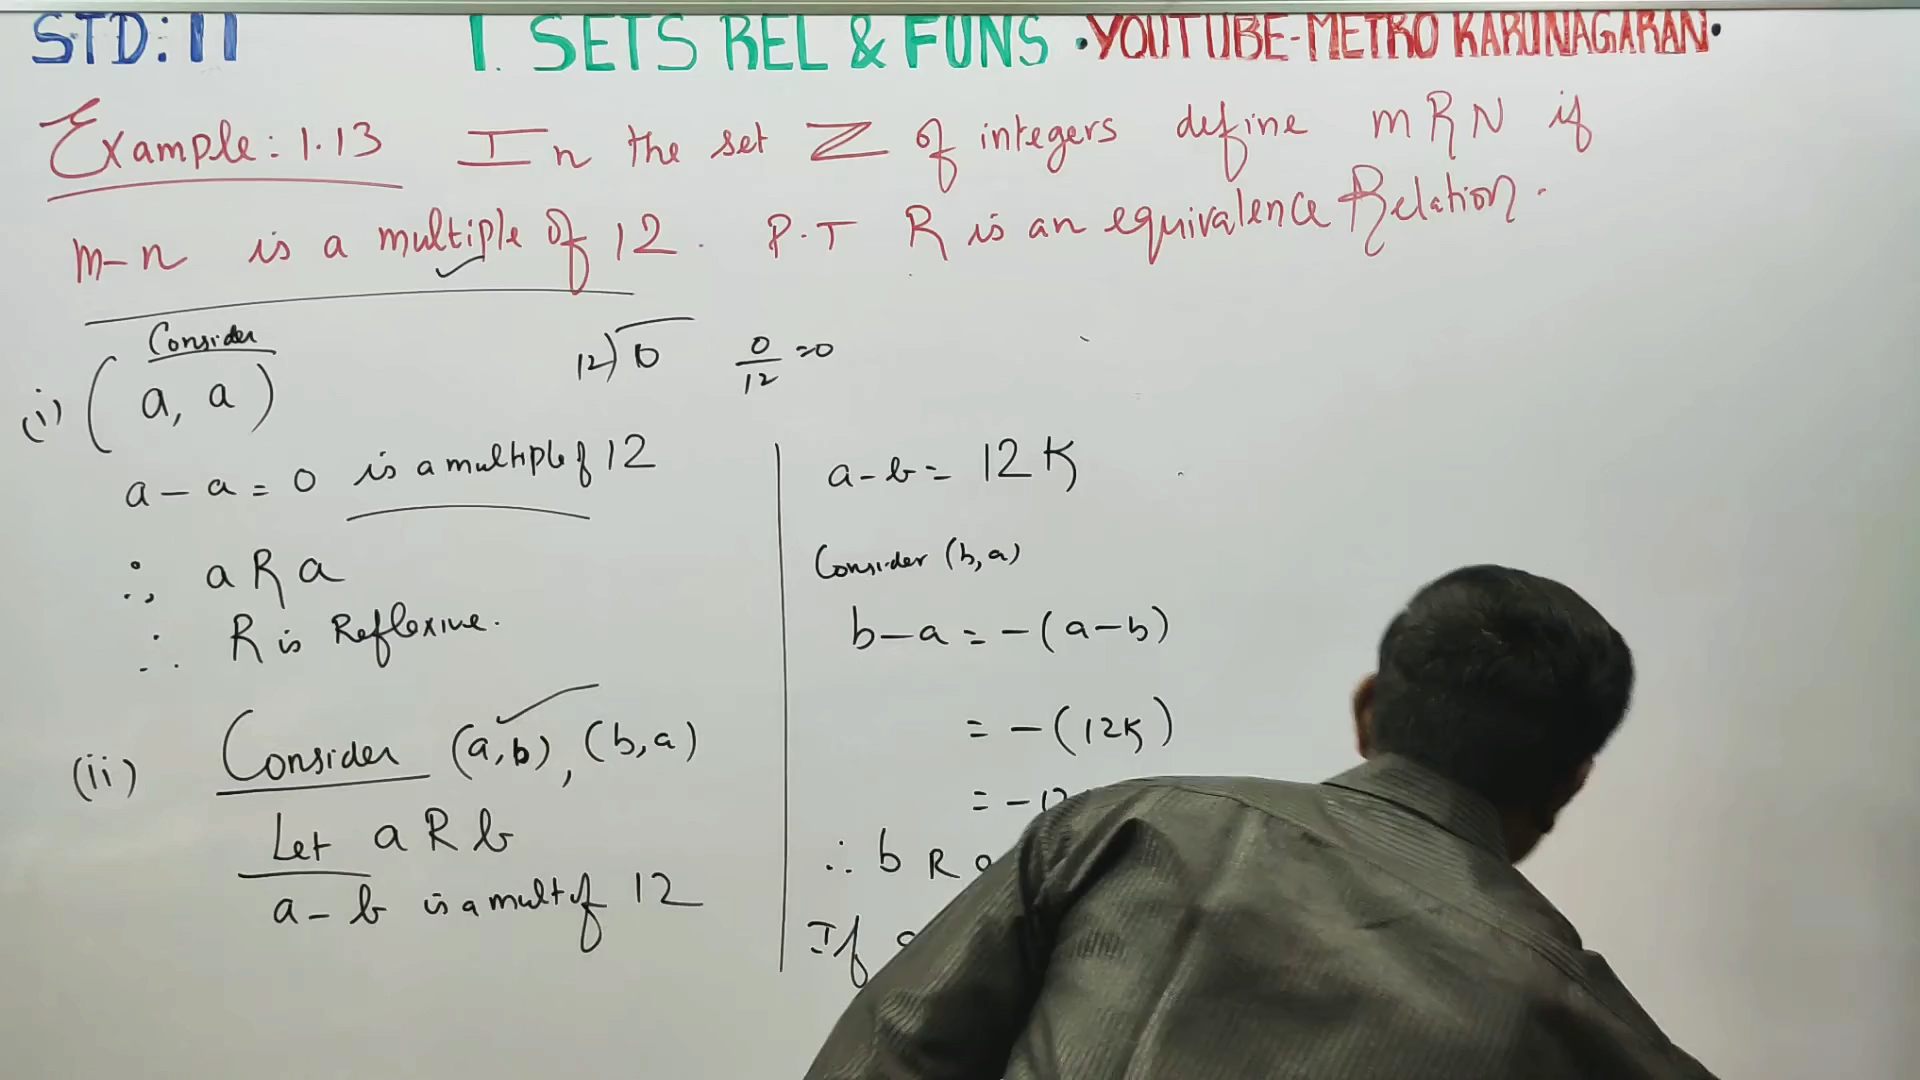 STD: 11 1. SETS REL & FUNS • YOUTUBE-METRO KARUNAGARAN •
Example: 1.13 In the set Z of integers define mRN if
m-n is a multiple of 12. P.T R is an equivalence Relation.
Consider
(i) (a, a)
12)0 0/12 = 0
a - a = 0 is a multiple of 12
∴ a R a
∴ R is Reflexive.
(ii) Consider (a,b), (b,a)
Let a R b
a - b is a mult of 12
a - b = 12K
Consider (b,a)
b-a = -(a-b)
= -(12K)
= -12
∴ b R a
If